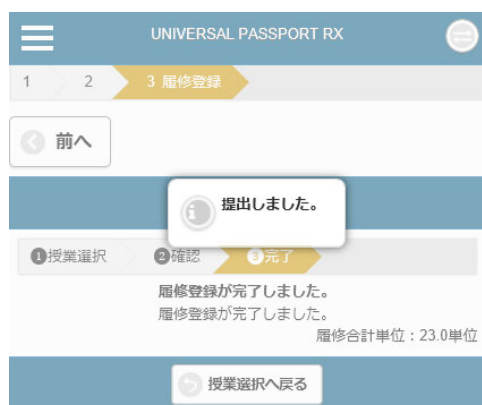 UNIVERSAL PASSPORT RX
1 2 3 履修登録
前へ
提出しました。
❶授業選択 ❷確認 ❸完了
履修登録が完了しました。
履修登録が完了しました。
履修合計単位：23.0単位
授業選択へ戻る